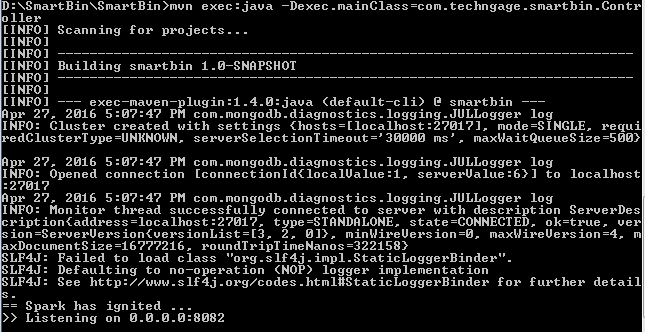 D:\SmartBin\SmartBin>mvn exec:java -Dexec.mainClass=com.techngage.smartbin.Contr
oller
[INFO] Scanning for projects...
[INFO]
[INFO] ------------------------------------------------------------------------
[INFO] Building smartbin 1.0-SNAPSHOT
[INFO] ------------------------------------------------------------------------
[INFO]
[INFO] --- exec-maven-plugin:1.4.0:java (default-cli) @ smartbin ---
Apr 27, 2016 5:07:47 PM com.mongodb.diagnostics.logging.JULLogger log
INFO: Cluster created with settings {hosts=[localhost:27017], mode=SINGLE, requi
redClusterType=UNKNOWN, serverSelectionTimeout='30000 ms', maxWaitQueueSize=500}
Apr 27, 2016 5:07:47 PM com.mongodb.diagnostics.logging.JULLogger log
INFO: Opened connection [connectionId{localValue:1, serverValue:6}] to localhost
:27017
Apr 27, 2016 5:07:47 PM com.mongodb.diagnostics.logging.JULLogger log
INFO: Monitor thread successfully connected to server with description ServerDes
cription{address=localhost:27017, type=STANDALONE, state=CONNECTED, ok=true, ver
sion=ServerVersion{versionList=[3, 2, 0]}, minWireVersion=0, maxWireVersion=4, m
axDocumentSize=16777216, roundTripTimeNanos=322158}
SLF4J: Failed to load class "org.slf4j.impl.StaticLoggerBinder".
SLF4J: Defaulting to no-operation (NOP) logger implementation
SLF4J: See http://www.slf4j.org/codes.html#StaticLoggerBinder for further detail
s.
== Spark has ignited ...
>> Listening on 0.0.0.0:8082